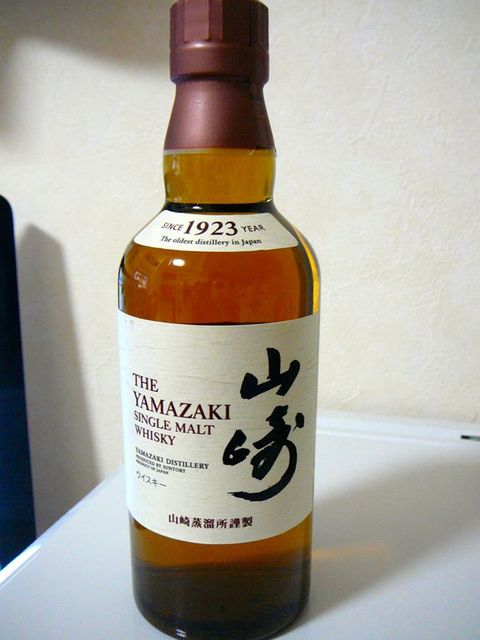 SINCE 1923 YEAR
The oldest distillery in Japan
山崎
THE
YAMAZAKI
SINGLE MALT
WHISKY
YAMAZAKI DISTILLERY
PRODUCED BY SUNTORY
PRODUCT OF JAPAN
ウイスキー
山崎蒸溜所謹製